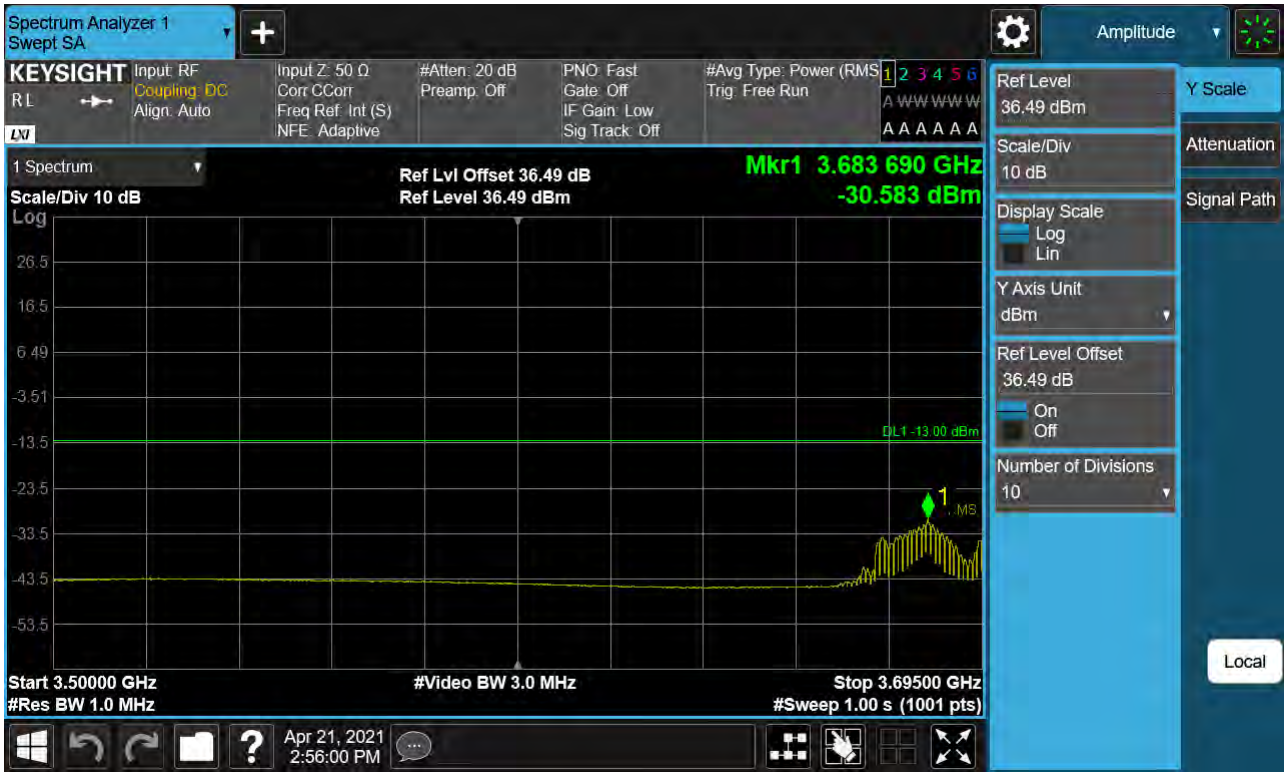 Spectrum Analyzer 1
Swept SA
+
Amplitude
KEYSIGHT
RL
LXI
Input: RF
Coupling: DC
Align: Auto
Input Z: 50 Ω
Corr CCorr
Freq Ref: Int (S)
NFE: Adaptive
#Atten: 20 dB
Preamp: Off
PNO: Fast
Gate: Off
IF Gain: Low
Sig Track: Off
#Avg Type: Power (RMS
Trig: Free Run
1 2 3 4 5 6
A W W W W W
A A A A A A
1 Spectrum
Scale/Div 10 dB
Log
Ref Lvl Offset 36.49 dB
Ref Level 36.49 dBm
Mkr1 3.683 690 GHz
-30.583 dBm
26.5
16.5
6.49
-3.51
-13.5
-23.5
-33.5
-43.5
-53.5
DL1 -13.00 dBm
1
MS
Start 3.50000 GHz
#Res BW 1.0 MHz
#Video BW 3.0 MHz
Stop 3.69500 GHz
#Sweep 1.00 s (1001 pts)
Ref Level
36.49 dBm
Scale/Div
10 dB
Display Scale
Log
Lin
Y Axis Unit
dBm
Ref Level Offset
36.49 dB
On
Off
Number of Divisions
10
Y Scale
Attenuation
Signal Path
Local
?
Apr 21, 2021
2:56:00 PM